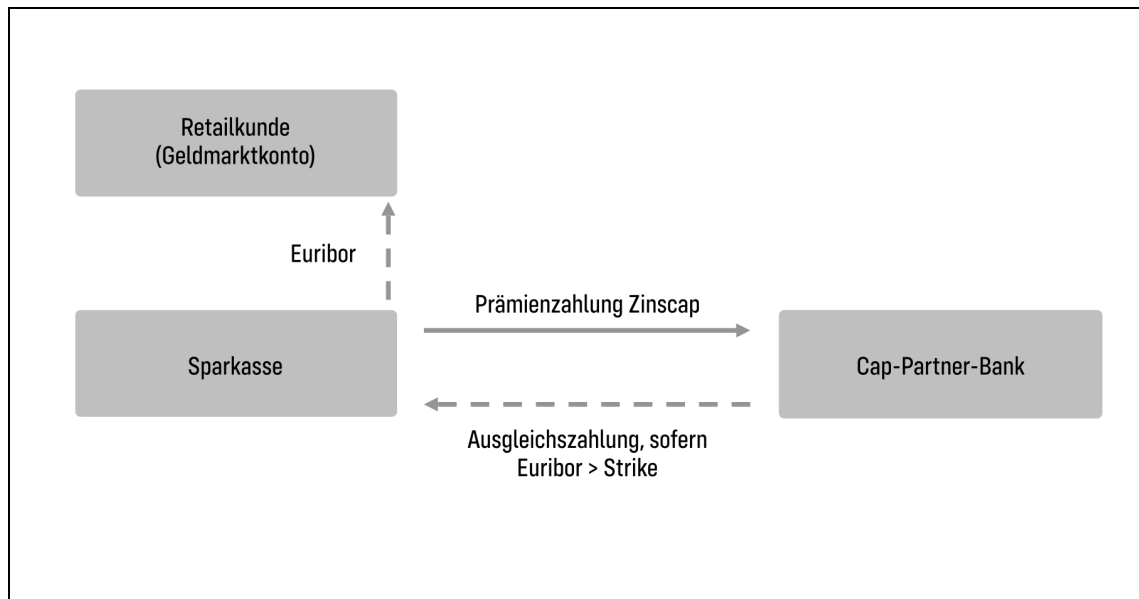 Retailkunde
(Geldmarktkonto)
Euribor
Prämienzahlung Zinscap
Sparkasse
Cap-Partner-Bank
Ausgleichszahlung, sofern
Euribor > Strike